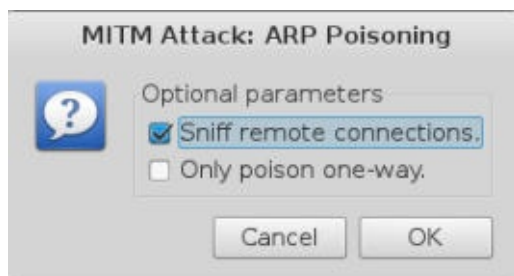 MITM Attack: ARP Poisoning
Optional parameters
Sniff remote connections.
Only poison one-way.
Cancel OK